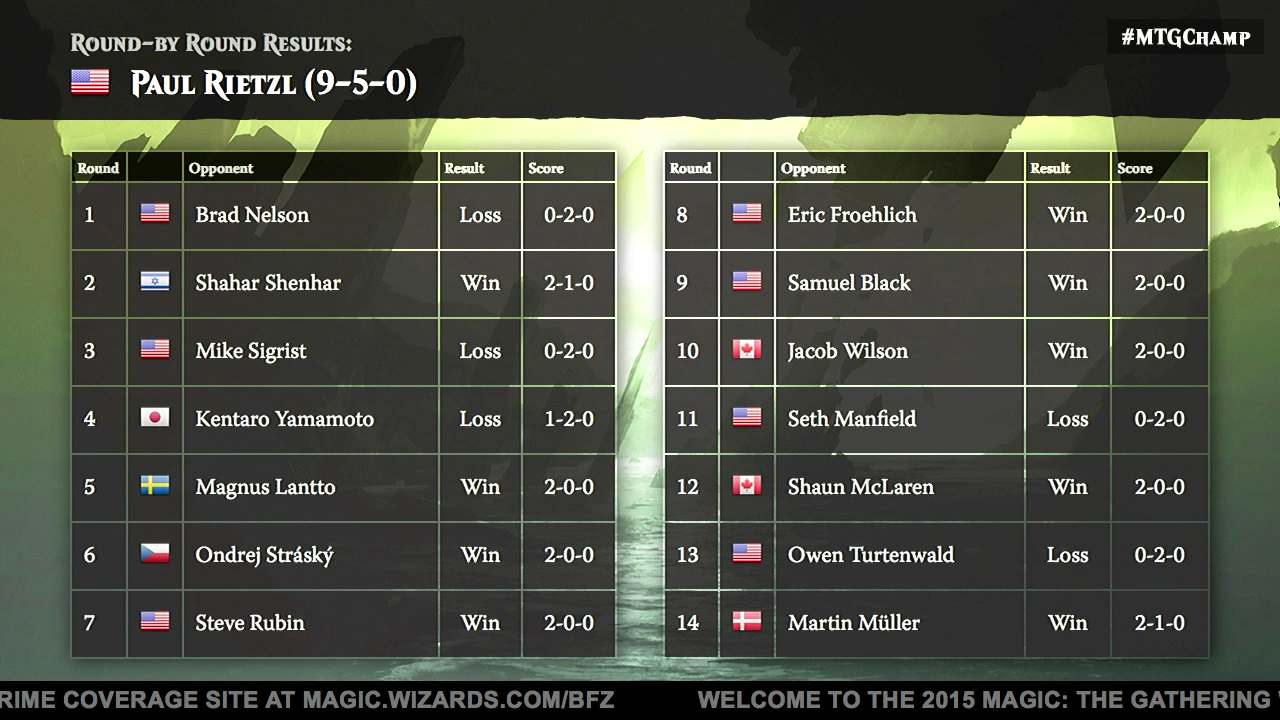 Round-by Round Results:
#MTGChamp
Paul Rietzl (9-5-0)
Round Opponent Result Score
1 Brad Nelson Loss 0-2-0
2 Shahar Shenhar Win 2-1-0
3 Mike Sigrist Loss 0-2-0
4 Kentaro Yamamoto Loss 1-2-0
5 Magnus Lantto Win 2-0-0
6 Ondrej Stráský Win 2-0-0
7 Steve Rubin Win 2-0-0
Round Opponent Result Score
8 Eric Froehlich Win 2-0-0
9 Samuel Black Win 2-0-0
10 Jacob Wilson Win 2-0-0
11 Seth Manfield Loss 0-2-0
12 Shaun McLaren Win 2-0-0
13 Owen Turtenwald Loss 0-2-0
14 Martin Müller Win 2-1-0
RIME COVERAGE SITE AT MAGIC.WIZARDS.COM/BFZ WELCOME TO THE 2015 MAGIC: THE GATHERING